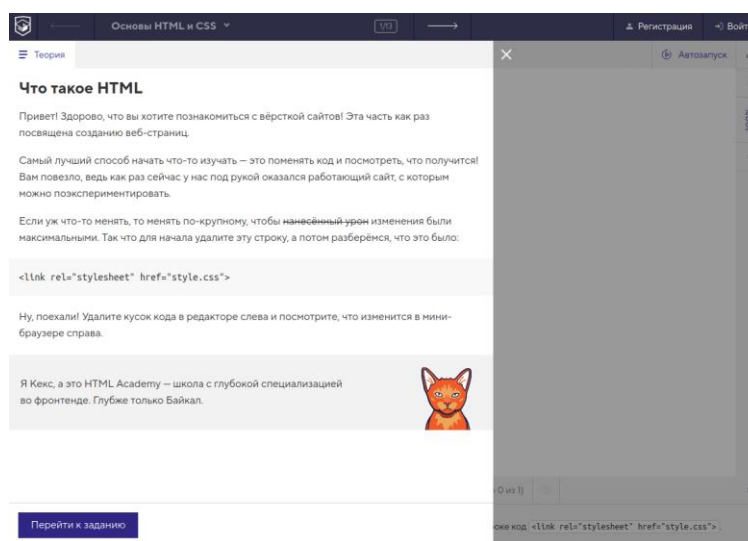 Основы HTML и CSS
1/13
Регистрация
Войт
Теория
Автозапуск
Что такое HTML
Привет! Здорово, что вы хотите познакомиться с вёрсткой сайтов! Эта часть как раз
посвящена созданию веб-страниц.
Самый лучший способ начать что-то изучать — это поменять код и посмотреть, что получится!
Вам повезло, ведь как раз сейчас у нас под рукой оказался работающий сайт, с которым
можно поэкспериментировать.
Если уж что-то менять, то менять по-крупному, чтобы нанесённый урон изменения были
максимальными. Так что для начала удалите эту строку, а потом разберёмся, что это было:
<link rel="stylesheet" href="style.css">
Ну, поехали! Удалите кусок кода в редакторе слева и посмотрите, что изменится в мини-
браузере справа.
Я Кекс, а это HTML Academy — школа с глубокой специализацией
во фронтенде. Глубже только Байкал.
0 из 1)
Перейти к заданию
оке код <link rel="stylesheet" href="style.css">.